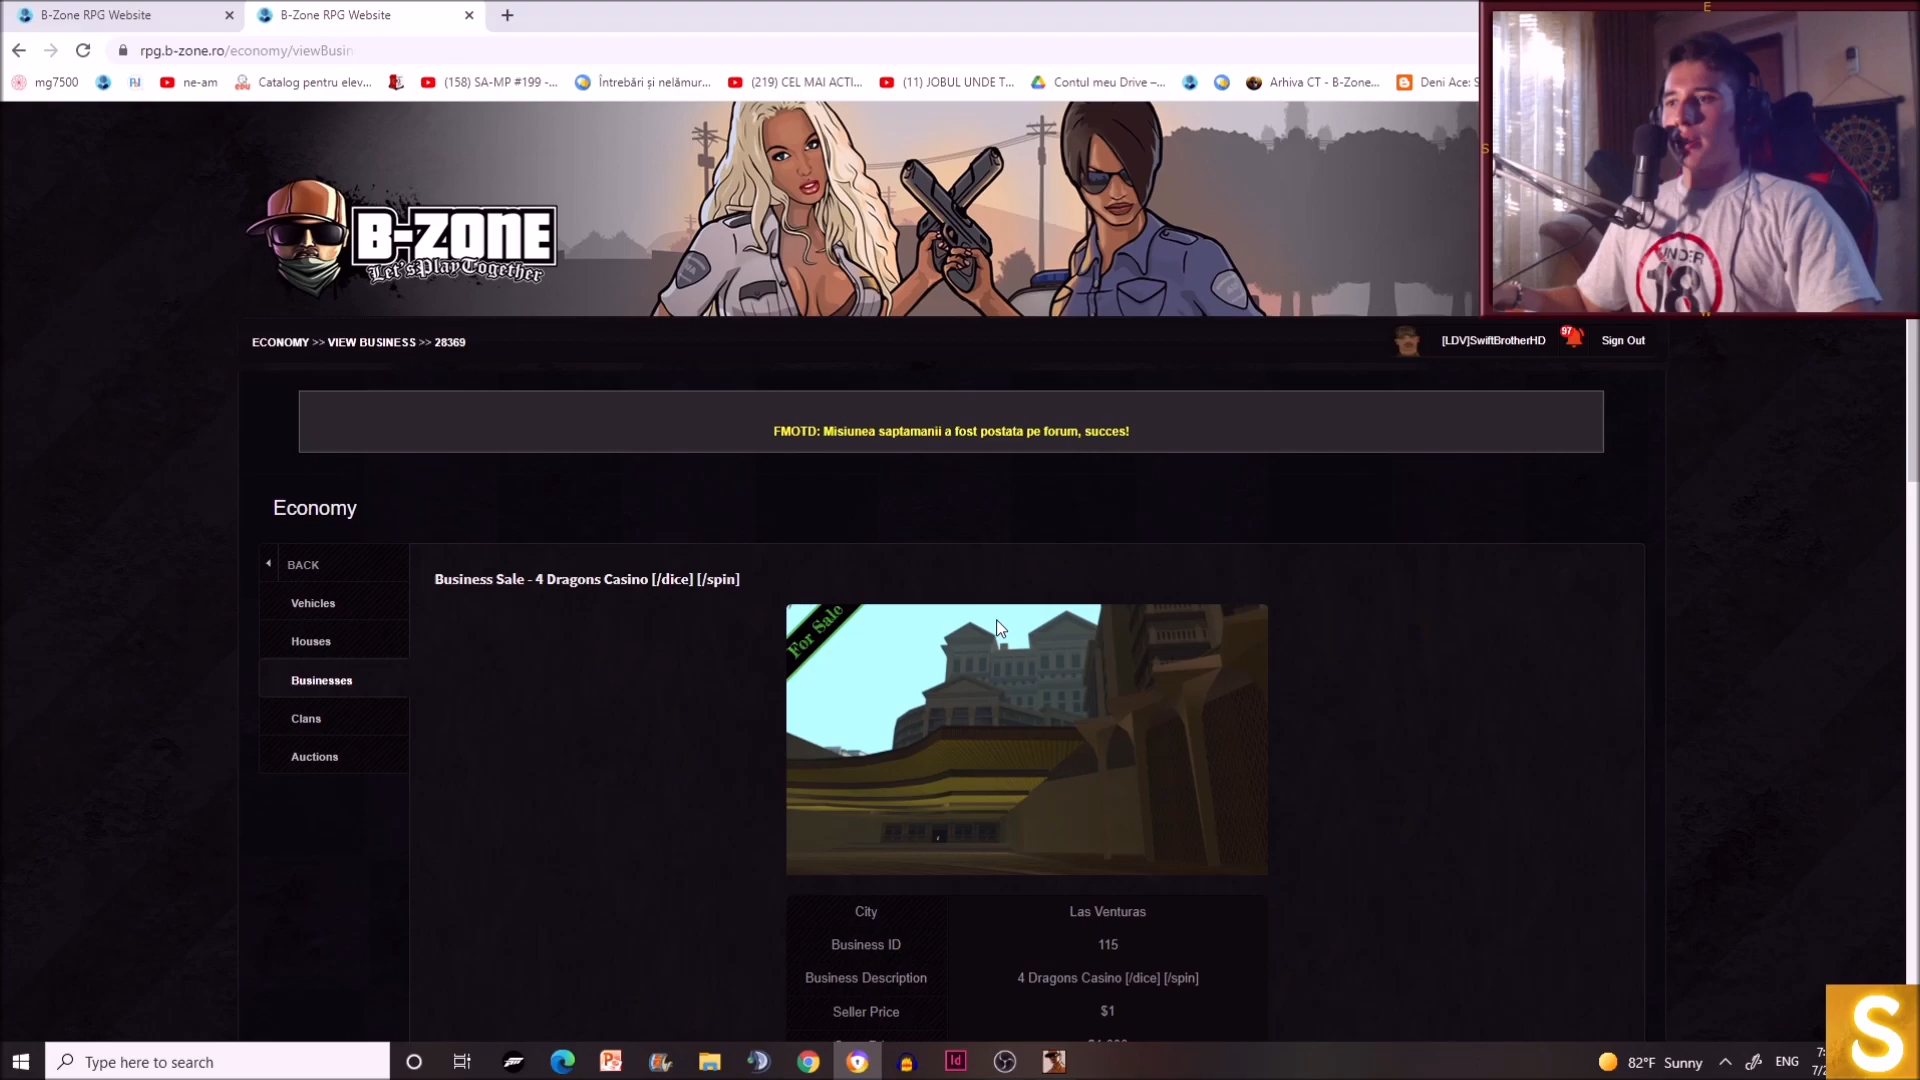 B-Zone RPG Website
B-Zone RPG Website
rpg.b-zone.ro/economy/viewBusin
mg7500
ne-am
Catalog pentru elev...
(158) SA-MP #199 -...
Întrebări și nelămur...
(219) CEL MAI ACTI...
(11) JOBUL UNDE T...
Contul meu Drive –...
Arhiva CT - B-Zone...
Deni Ace: S
B-ZONE
Let's Play Together
UNDER
18
ECONOMY >> VIEW BUSINESS >> 28369
[LDV]SwiftBrotherHD
97
Sign Out
FMOTD: Misiunea saptamanii a fost postata pe forum, succes!
Economy
BACK
Vehicles
Houses
Businesses
Clans
Auctions
Business Sale - 4 Dragons Casino [/dice] [/spin]
For Sale
City Las Venturas
Business ID 115
Business Description 4 Dragons Casino [/dice] [/spin]
Seller Price $1
Type here to search
Id
82°F Sunny
ENG
S